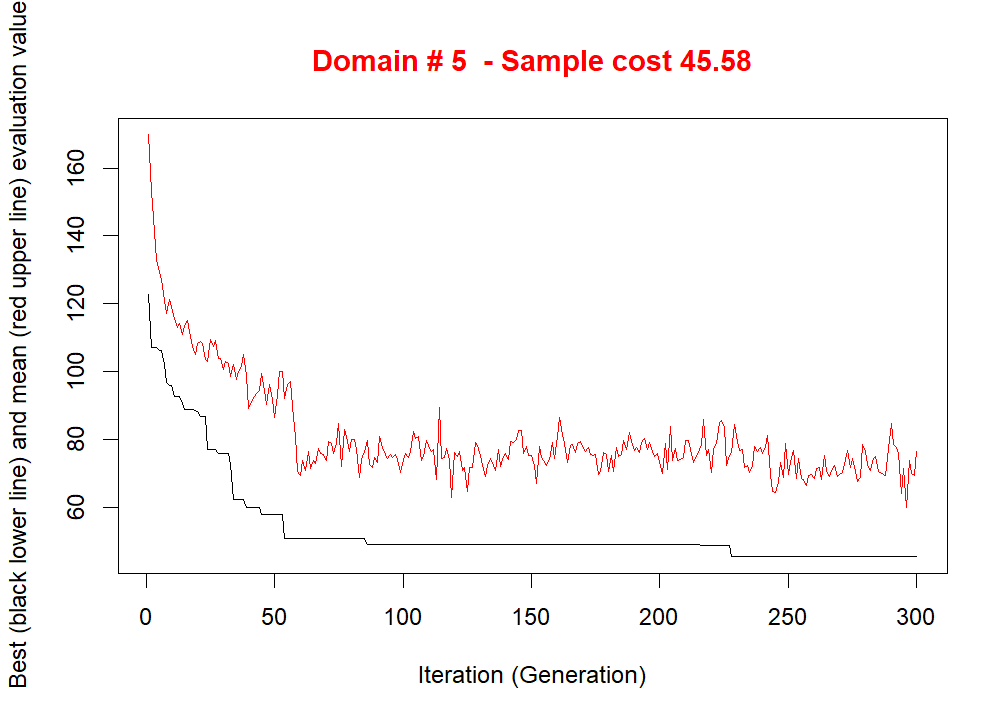 Domain # 5  - Sample cost 45.58
Best (black lower line) and mean (red upper line) evaluation value
160
140
120
100
80
60
0 50 100 150 200 250 300
Iteration (Generation)